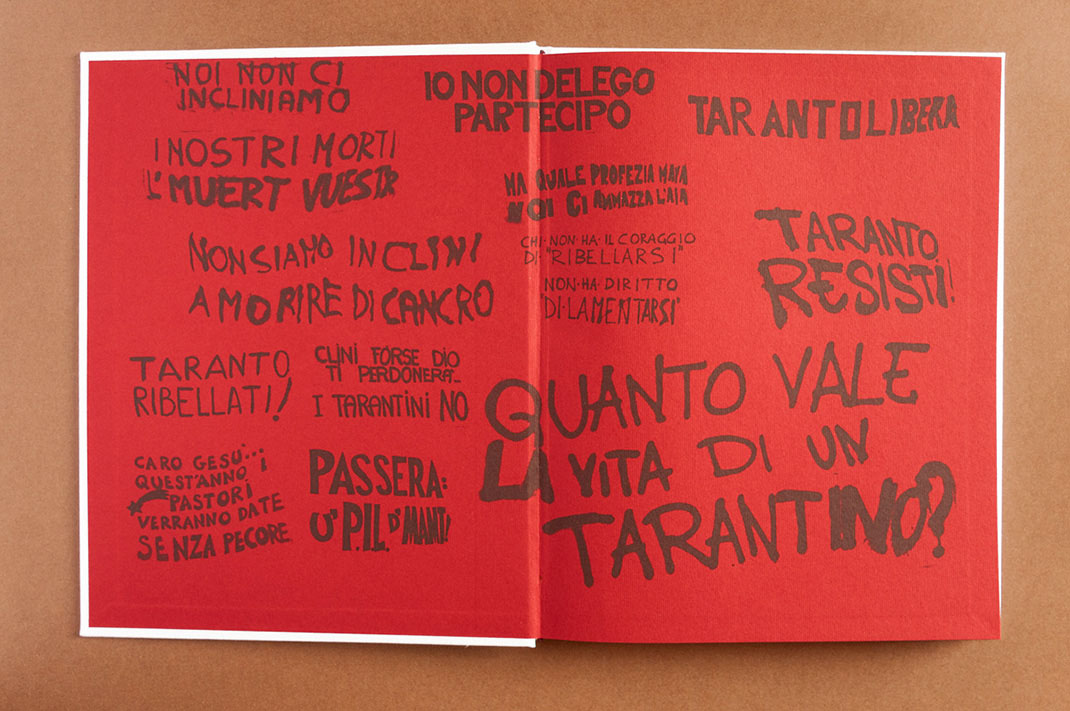 NOI NON CI
INCLINIAMO
I NOSTRI MORTI
L' MUERT VUESTR
NON SIAMO INCLINI
A MORIRE DI CANCRO
TARANTO
RIBELLATI!
CLINI FORSE DIO
TI PERDONERÀ...
I TARANTINI NO
CARO GESU'...
QUEST'ANNO I
PASTORI
VERRANNO DATE
SENZA PECORE
PASSERA:
U' P.I.L. D' MAMT!
IO NON DELEGO
PARTECIPO
TARANTO LIBERA
MA QUALE PROFEZIA MAYA
NOI CI AMMAZZA L'AIA
CHI·NON·HA·IL CORAGGIO
DI·"RIBELLARSI"
NON·HA·DIRITTO
"DI·LAMENTARSI"
TARANTO
RESISTI!
QUANTO VALE
LA VITA DI UN
TARANTINO?